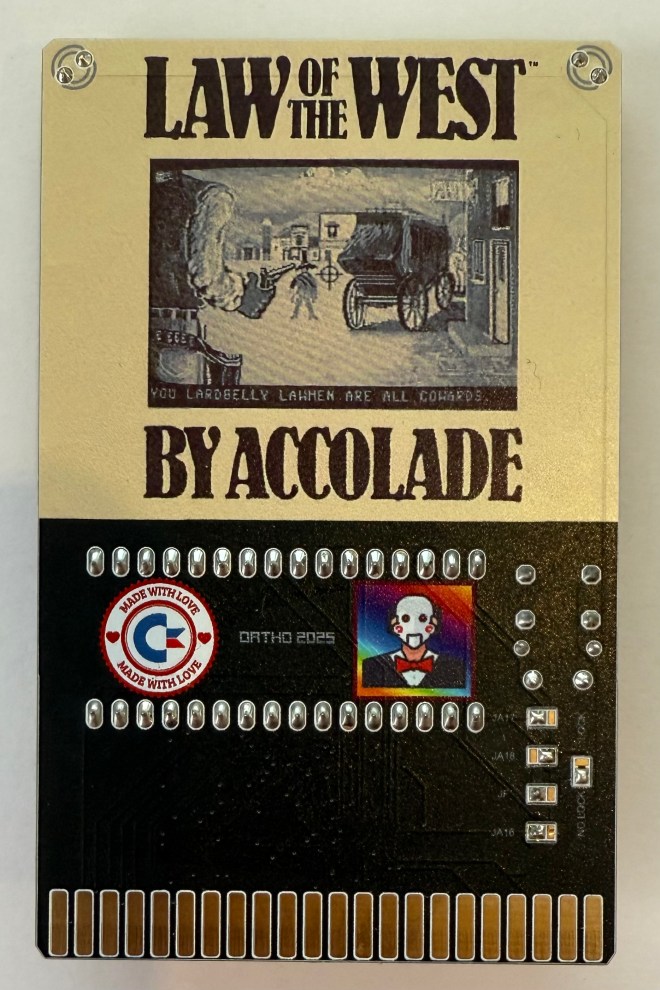 LAW OF THE WEST™
YOU LARDBELLY LAWMEN ARE ALL COWARDS.
BY ACCOLADE
MADE WITH LOVE
MADE WITH LOVE
ORTHO 2025
JA17
JA18
JP
JA16
NO LOCK
LOCK